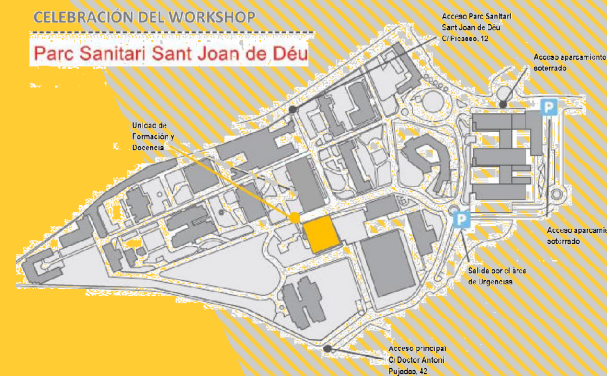 CELEBRACIÓN DEL WORKSHOP
Parc Sanitari Sant Joan de Déu
Acceso Parc Sanitari
Sant Joan de Déu
C/ Picasso, 12
Acceso aparcamiento
soterrado
P
Unidad de
Formación y
Docencia
P
Acceso aparcamie
soterrado
Salida por el área
de Urgencias
Acceso principal
C/ Doctor Antoni
Pujadas, 42